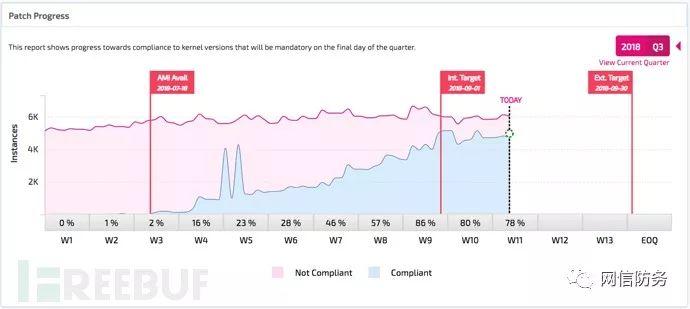 Patch Progress
This report shows progress towards compliance to kernel versions that will be mandatory on the final day of the quarter.
2018 Q3
View Current Quarter
AMI Avail
2018-07-18
Int. Target
2018-09-01
Ext. Target
2018-09-30
TODAY
Instances
6K
4K
2K
0 % 1 % 2 % 16 % 23 % 28 % 46 % 57 % 86 % 80 % 78 %
W1 W2 W3 W4 W5 W6 W7 W8 W9 W10 W11 W12 W13 EOQ
Not Compliant Compliant
FREEBUF
网信防务